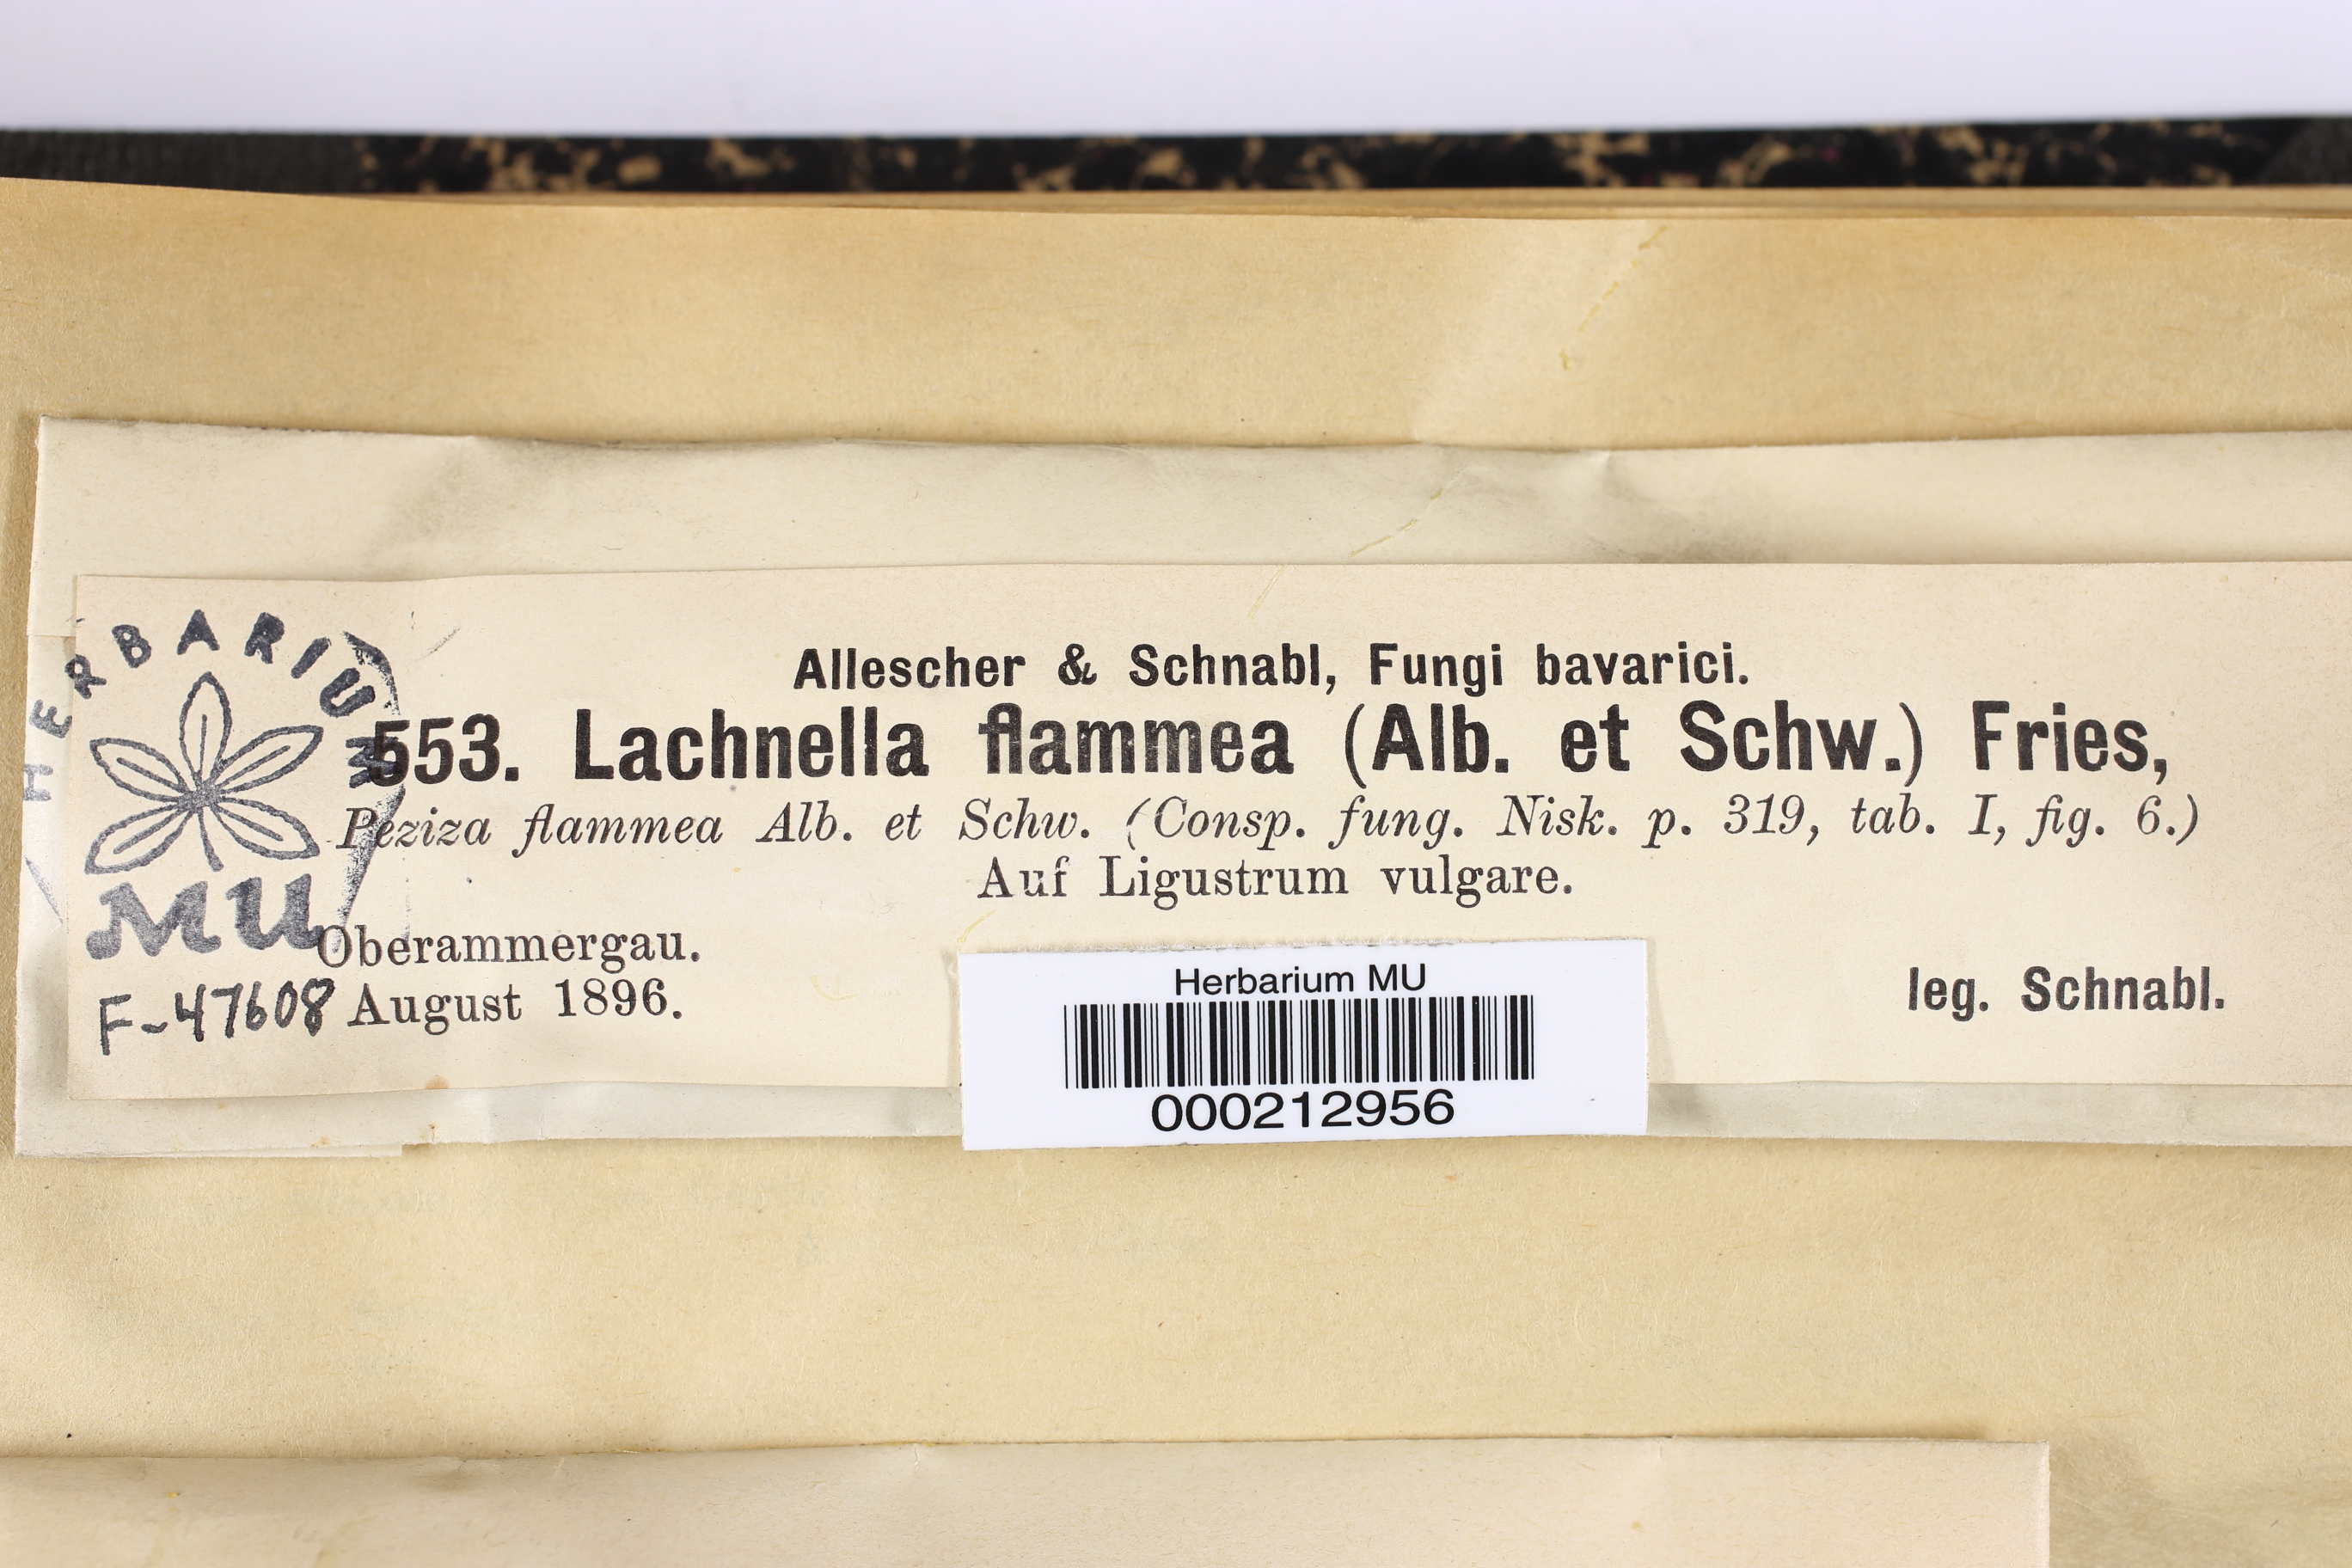 HERBARIUM
MU
F-47608
Allescher & Schnabl, Fungi bavarici.
553. Lachnella flammea (Alb. et Schw.) Fries,
Peziza flammea Alb. et Schw. (Consp. fung. Nisk. p. 319, tab. I, fig. 6.)
Auf Ligustrum vulgare.
Oberammergau.
August 1896.
leg. Schnabl.
Herbarium MU
000212956